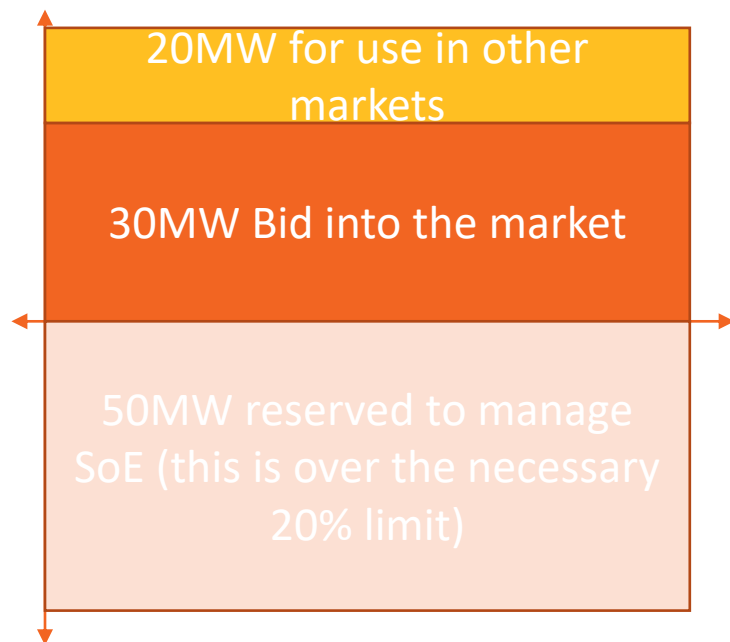 20MW for use in other
markets
30MW Bid into the market
50MW reserved to manage
SoE (this is over the necessary
20% limit)